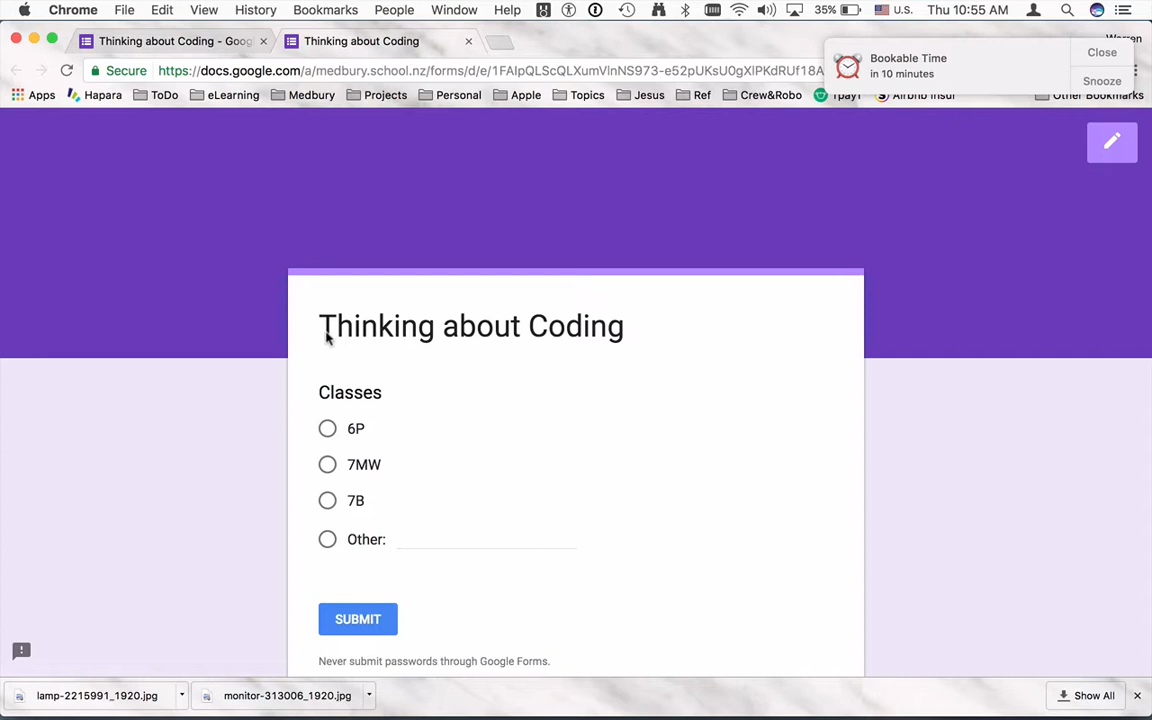 Chrome File Edit View History Bookmarks People Window Help 35% U.S. Thu 10:55 AM
Thinking about Coding - Goog × Thinking about Coding × Warren
Secure https://docs.google.com/a/medbury.school.nz/forms/d/e/1FAIpQLScQLXumVlnNS973-e52pUKsU0gXlPKdRUf18A
Bookable Time
in 10 minutes
Close
Snooze
Apps Hapara ToDo eLearning Medbury Projects Personal Apple Topics Jesus Ref Crew&Robo Tpay Airbnb Insur Other Bookmarks
Thinking about Coding
Classes
6P
7MW
7B
Other:
SUBMIT
Never submit passwords through Google Forms.
lamp-2215991_1920.jpg monitor-313006_1920.jpg Show All